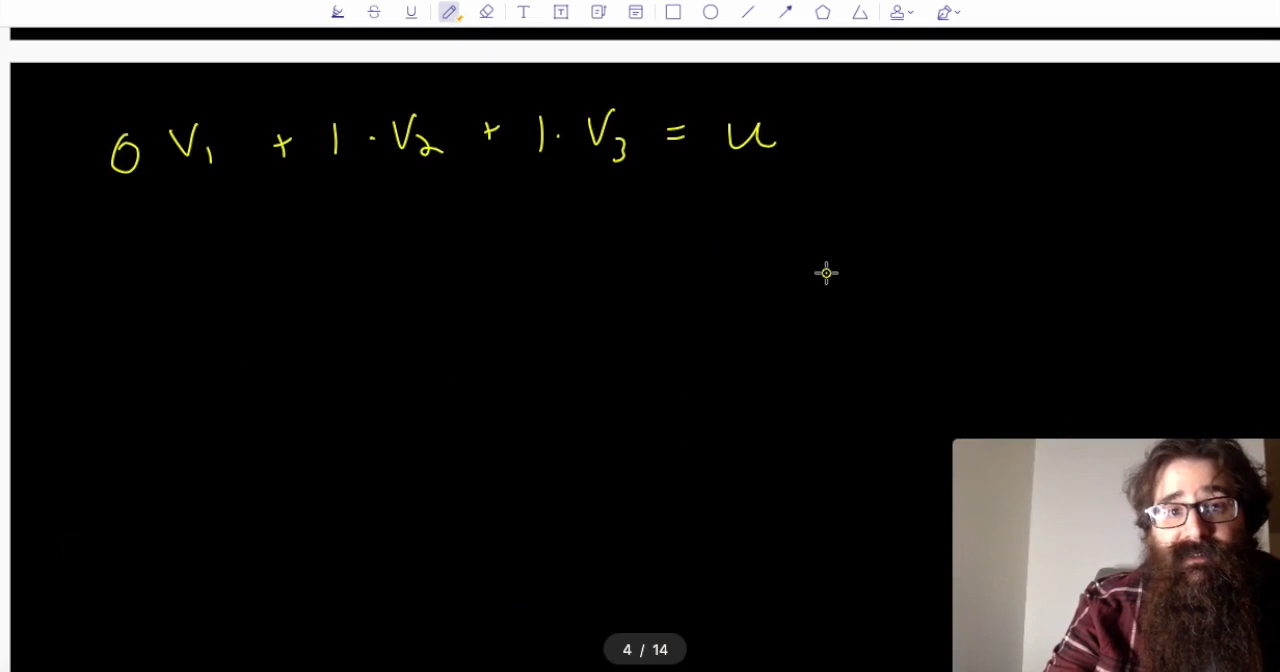 0 V₁ + 1 · V₂ + 1 · V₃ = u
4 / 14